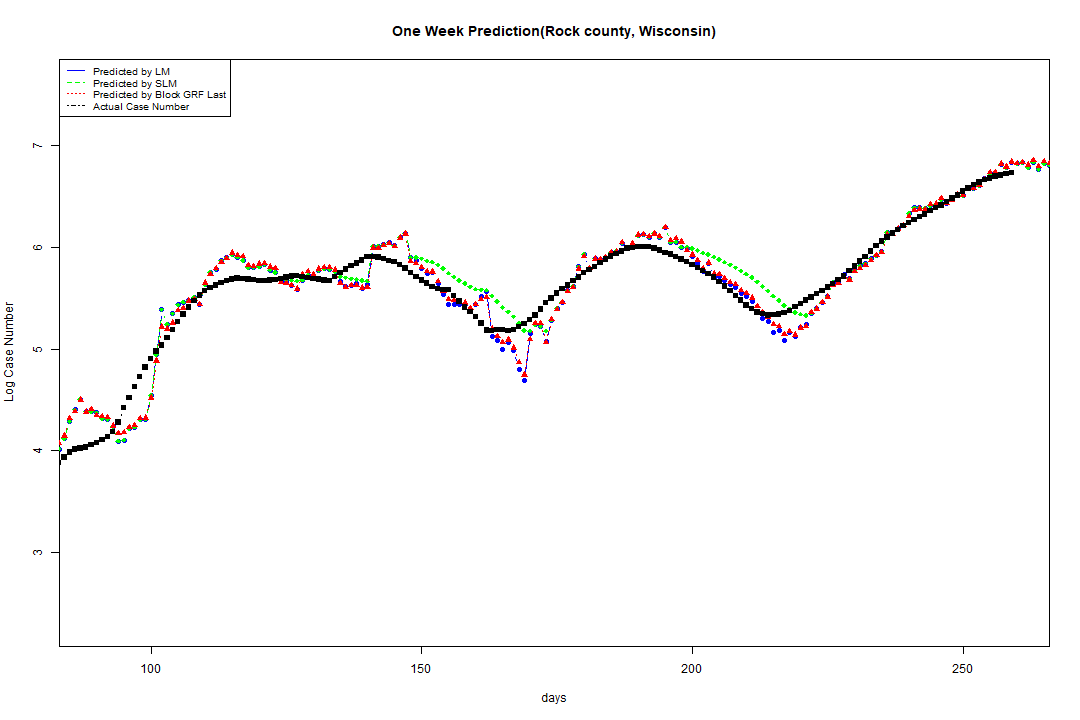 One Week Prediction(Rock county, Wisconsin)
Predicted by LM
Predicted by SLM
Predicted by Block GRF Last
Actual Case Number
7
6
5
4
3
Log Case Number
100 150 200 250
days